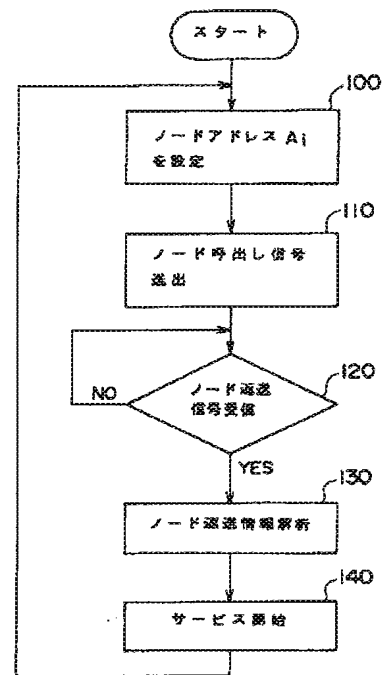 スタート
100
ノードアドレス Ai
を設定
110
ノード呼出し信号
送出
120
ノード返送
信号受信
NO
YES
130
ノード返送情報解析
140
サービス開始